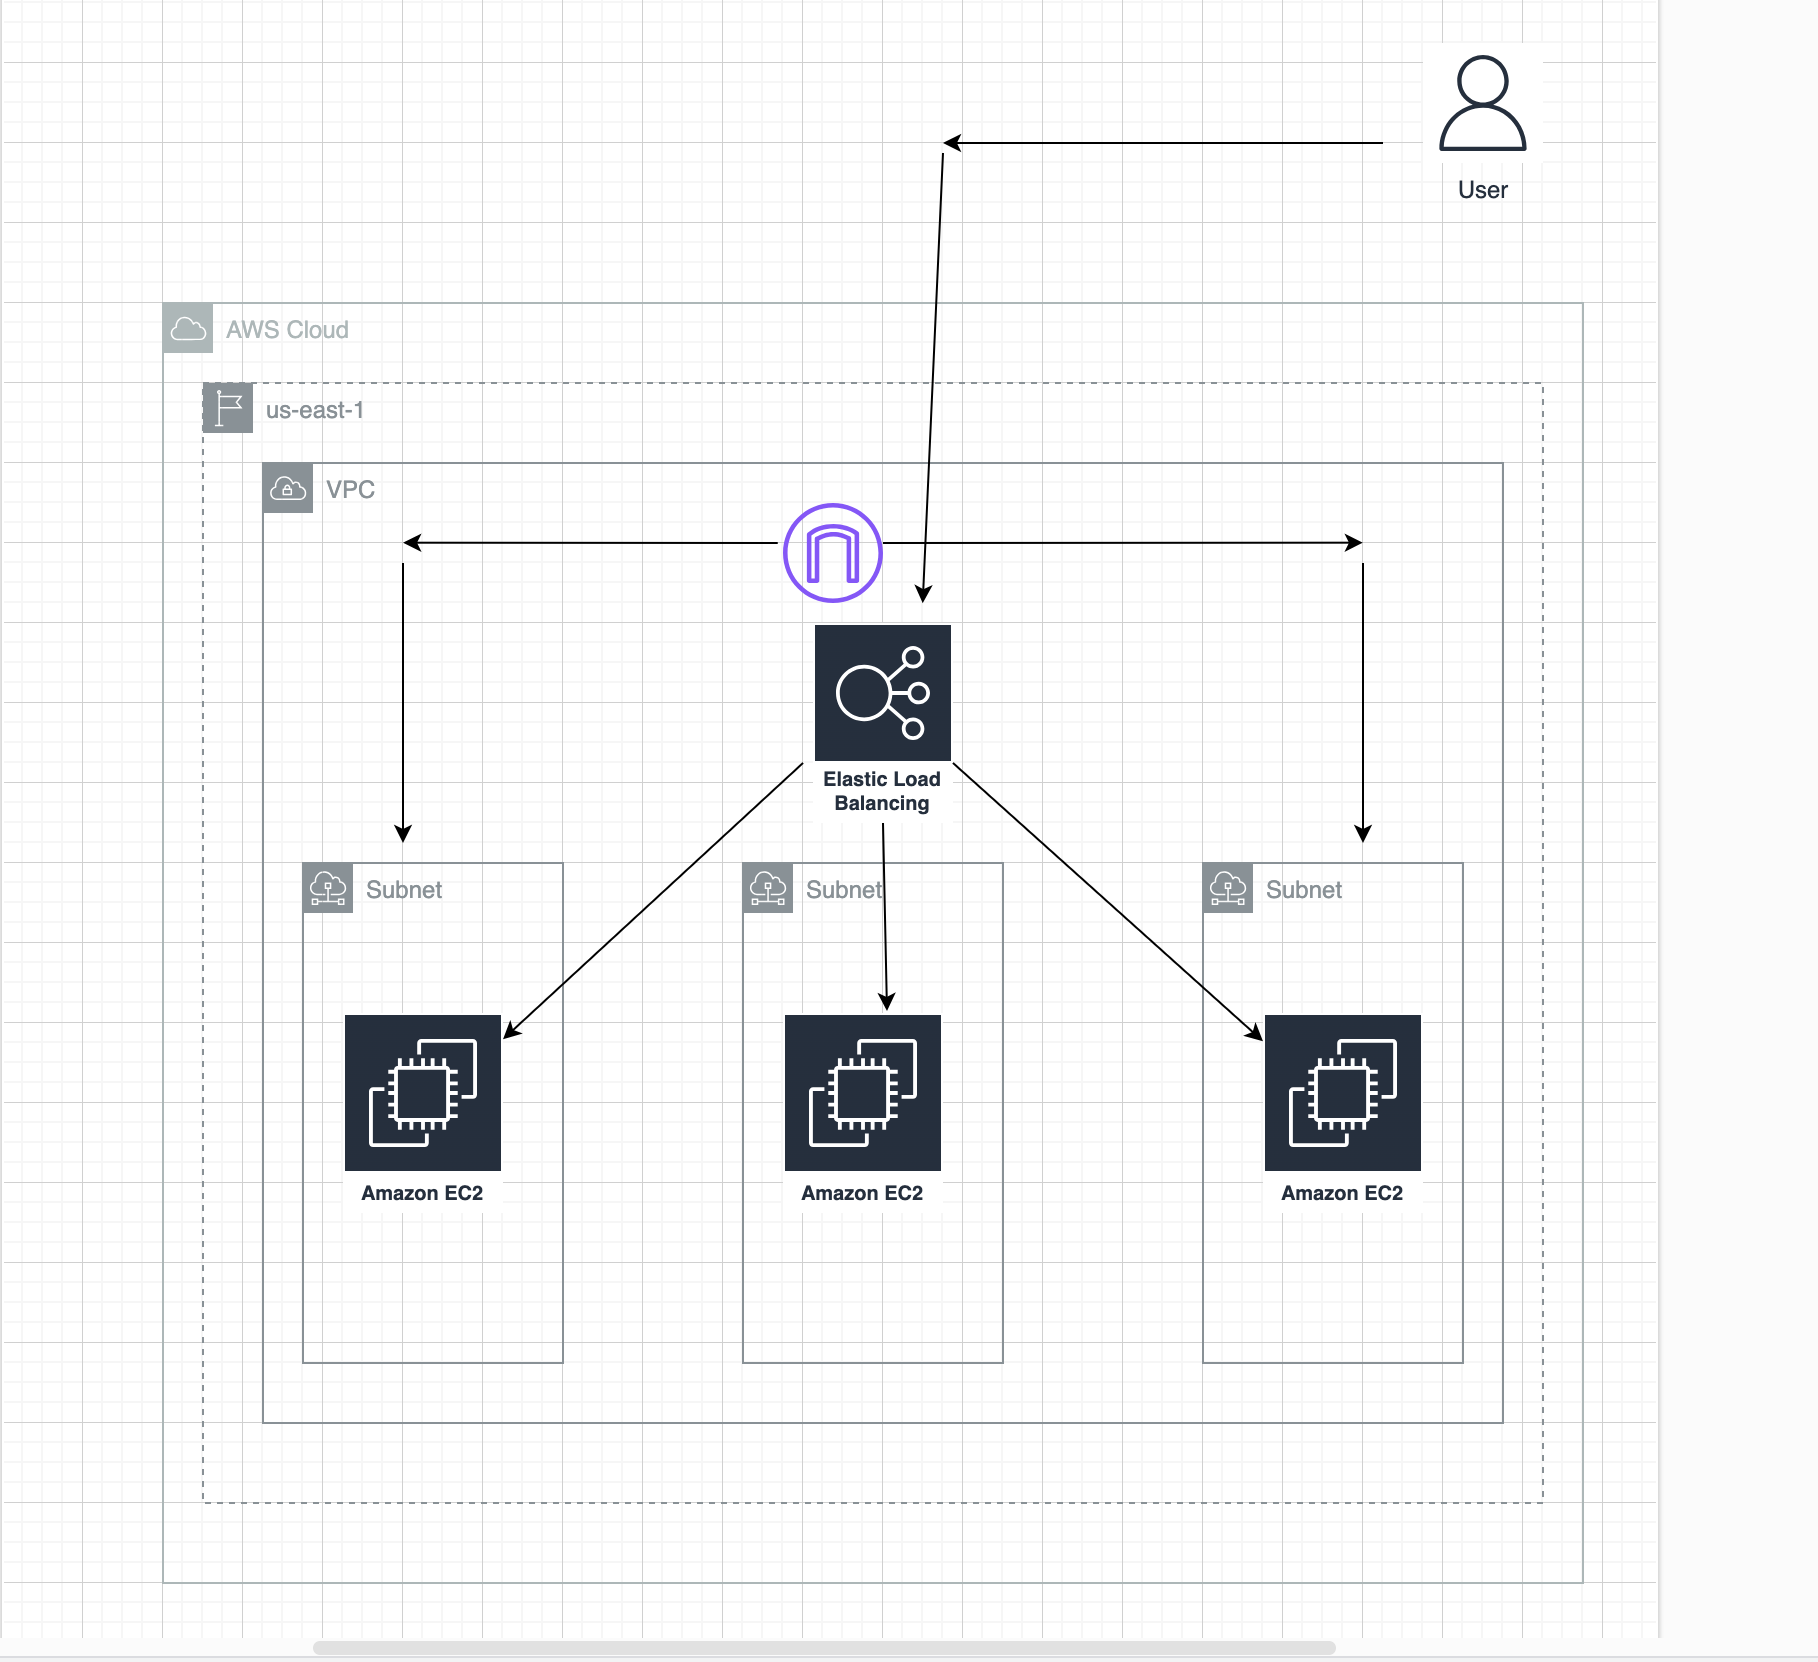 User
AWS Cloud
us-east-1
VPC
Elastic Load
Balancing
Subnet
Subnet
Subnet
Amazon EC2
Amazon EC2
Amazon EC2